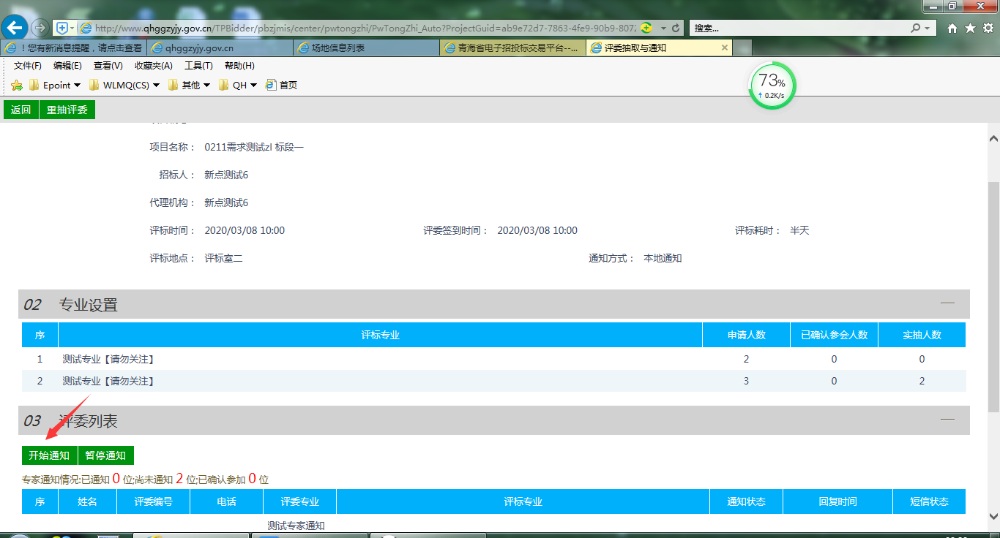 http://www.qhggzyjy.gov.cn/TPBidder/pbzjmis/center/pwtongzhi/PwTongZhi_Auto?ProjectGuid=ab9e72d7-7863-4fe9-90b9-807
搜索...
！您有新消息提醒，请点击查看
qhggzyjy.gov.cn
场地信息列表
青海省电子招投标交易平台--...
评委抽取与通知
文件(F) 编辑(E) 查看(V) 收藏夹(A) 工具(T) 帮助(H)
Epoint WLMQ(CS) 其他 QH 首页
73%
0.2K/s
返回 重抽评委
项目名称： 0211需求测试zl 标段一
招标人： 新点测试6
代理机构： 新点测试6
评标时间： 2020/03/08 10:00 评委签到时间： 2020/03/08 10:00 评标耗时： 半天
评标地点： 评标室二 通知方式： 本地通知
02 专业设置
序 评标专业 申请人数 已确认参会人数 实抽人数
1 测试专业【请勿关注】 2 0 0
2 测试专业【请勿关注】 3 0 2
03 评委列表
开始通知 暂停通知
专家通知情况:已通知 0 位;尚未通知 2 位;已确认参加 0 位
序 姓名 评委编号 电话 评委专业 评标专业 通知状态 回复时间 短信状态
测试专家通知